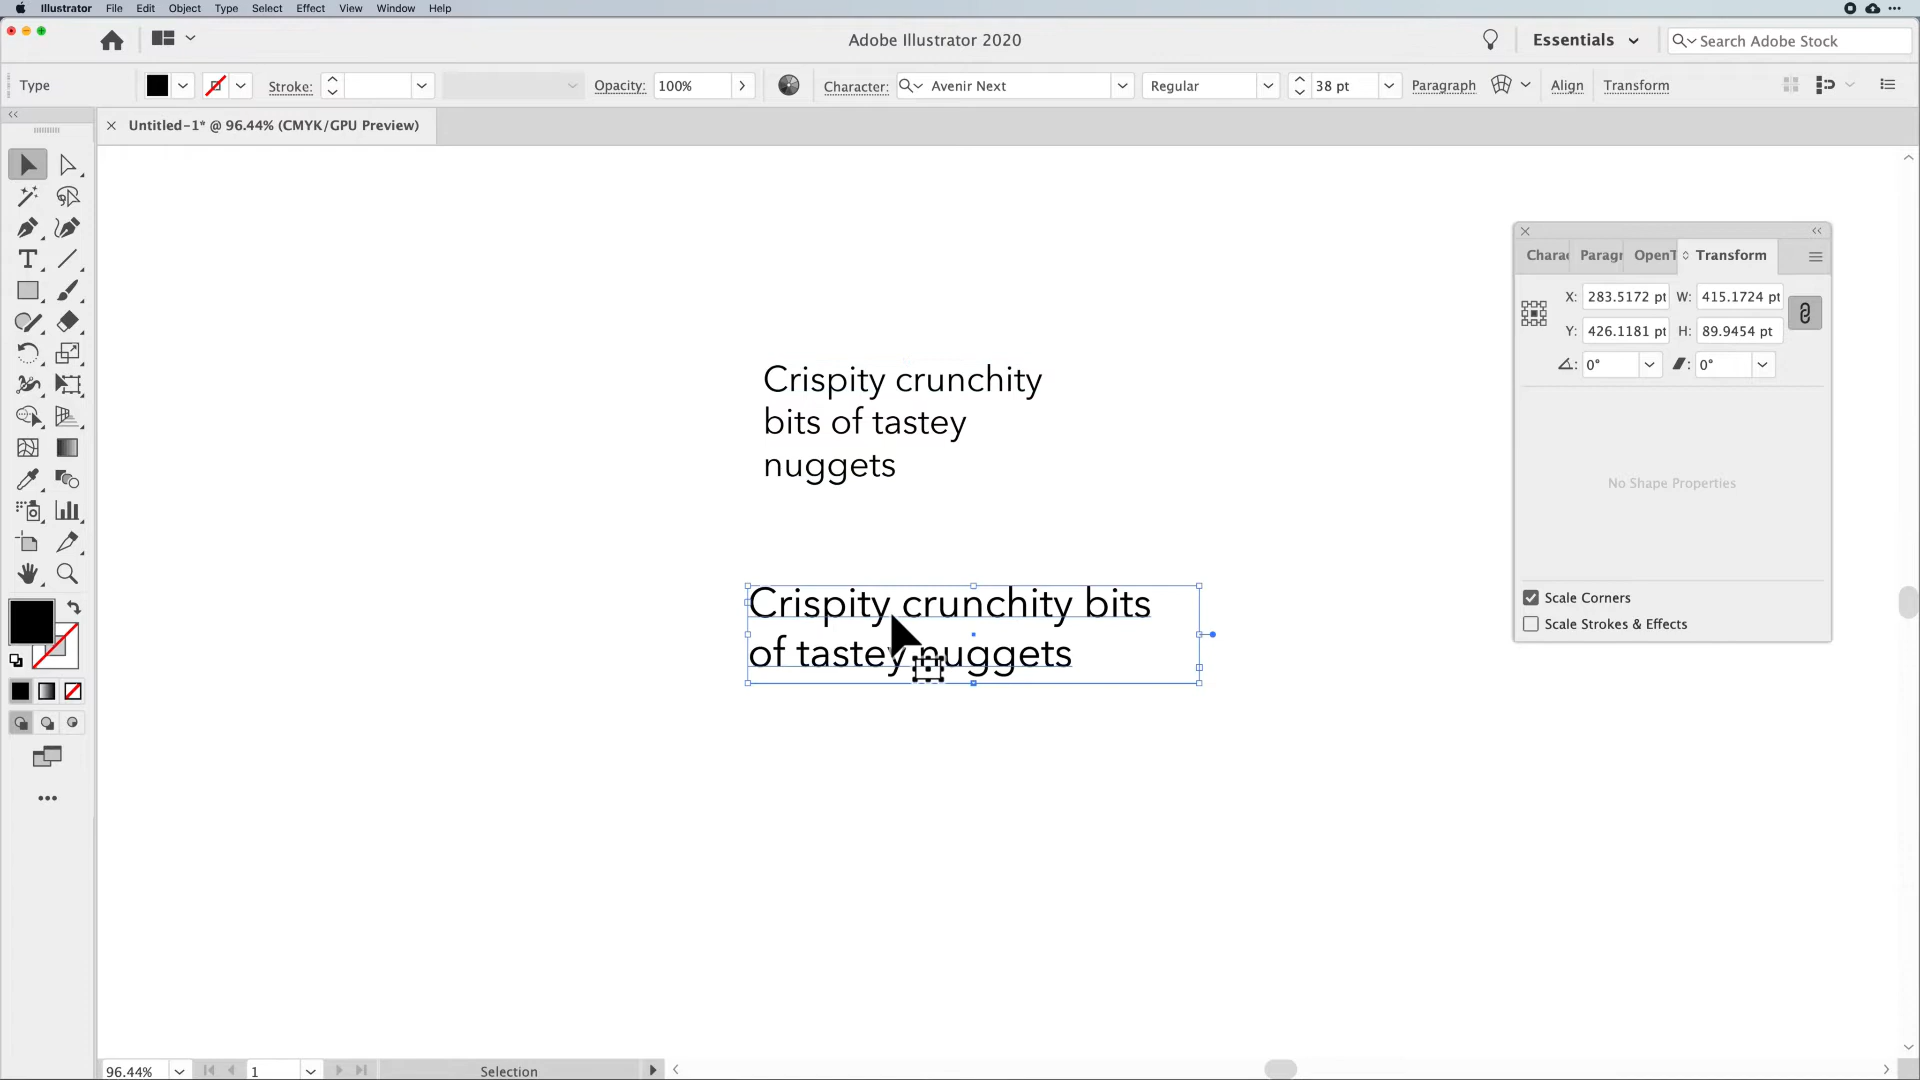 Illustrator File Edit Object Type Select Effect View Window Help
Adobe Illustrator 2020
Essentials
Search Adobe Stock
Type
Stroke:
Opacity: 100%
Character: Avenir Next
Regular
38 pt
Paragraph
Align
Transform
Untitled-1* @ 96.44% (CMYK/GPU Preview)
Charac Paragr OpenT Transform
X: 283.5172 pt W: 415.1724 pt
Y: 426.1181 pt H: 89.9454 pt
0° 0°
No Shape Properties
Scale Corners
Scale Strokes & Effects
Crispity crunchity
bits of tastey
nuggets
Crispity crunchity bits
of tastey nuggets
96.44% 1 Selection